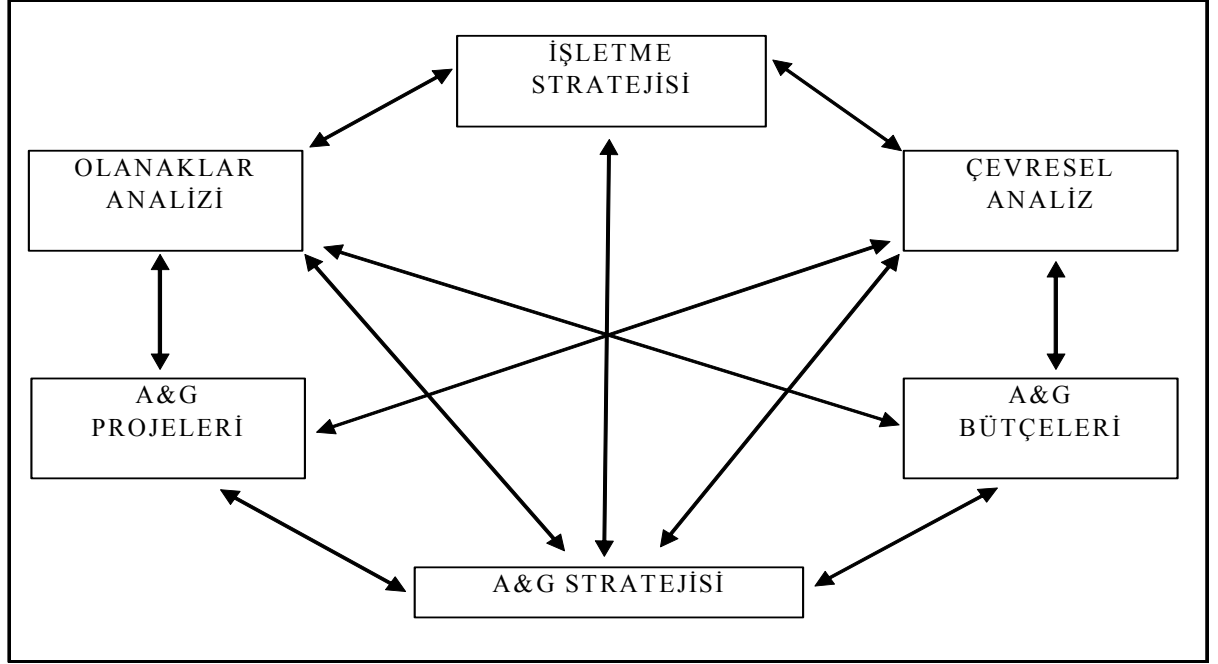 İŞLETME
STRATEJİSİ
OLANAKLAR
ANALİZİ
ÇEVRESEL
ANALİZ
A&G
PROJELERİ
A&G
BÜTÇELERİ
A&G STRATEJİSİ